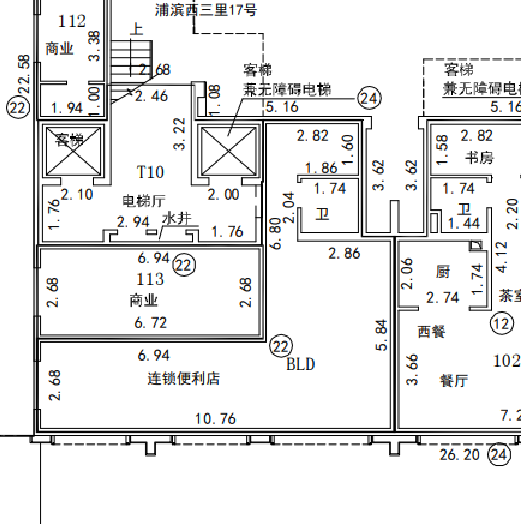 浦滨西三里17号
112
商业
3.38
上
2.68
22.58
22
1.94
1.00
2.46
1.08
客梯
兼无障碍电梯
5.16
24
客梯
兼无障碍电梯
5.16
客梯
3.22
T10
2.10
2.00
电梯厅
1.76
2.94
水井
1.76
2.82
1.60
1.86
1.74
2.04
卫
6.80
2.86
3.62
3.62
1.58
2.82
书房
1.74
卫
1.44
2.20
6.94
22
113
商业
2.68
2.68
6.72
2.06
厨
1.74
2.74
4.12
茶室
12
西餐
3.66
102
餐厅
7.2
5.84
22
BLD
6.94
连锁便利店
2.68
10.76
26.20
24